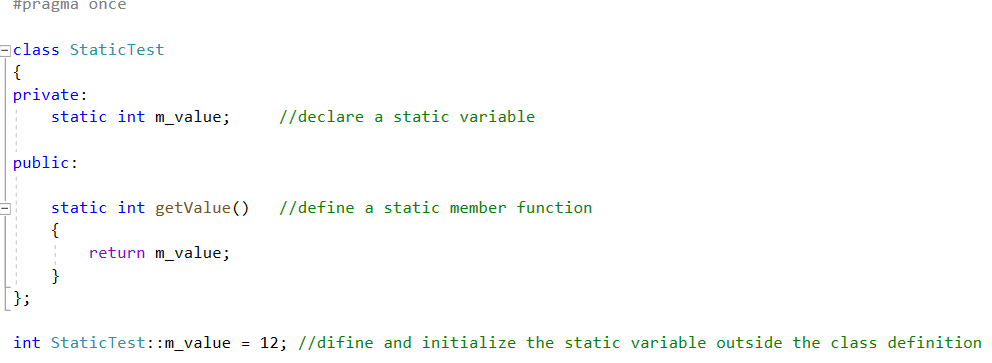 #pragma once
class StaticTest
{
private:
static int m_value; //declare a static variable
public:
static int getValue() //define a static member function
{
return m_value;
}
};
int StaticTest::m_value = 12; //difine and initialize the static variable outside the class definition